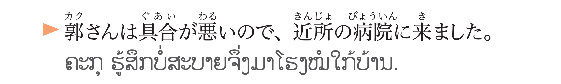 郭さんは具合が悪いので、近所の病院に来ました。
ຄະກຸ ຮູ້ສຶກບໍ່ສະບາຍຈຶ່ງມາໂຮງໝໍໃກ້ບ້ານ.